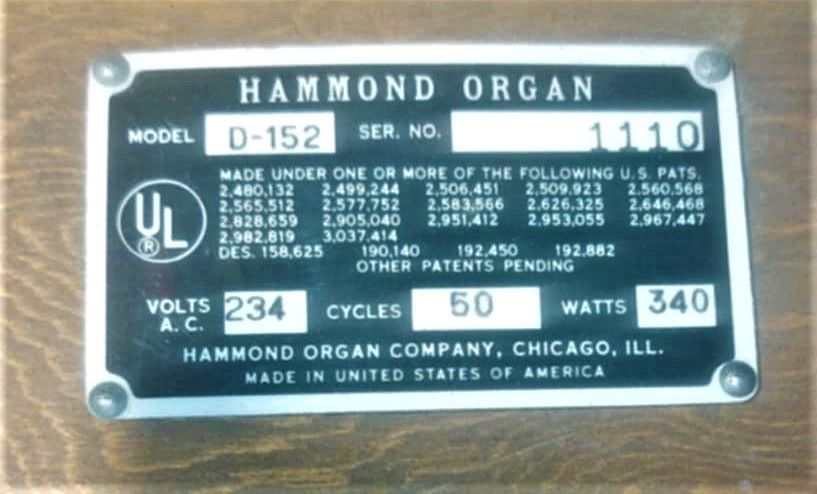 HAMMOND ORGAN
MODEL D-152 SER. NO. 1110
MADE UNDER ONE OR MORE OF THE FOLLOWING U.S. PATS.
2,480,132 2,499,244 2,506,451 2,509,923 2,560,568
2,565,512 2,577,752 2,583,566 2,626,325 2,646,468
2,828,659 2,905,040 2,951,412 2,953,055 2,967,447
2,982,819 3,037,414
DES. 158,625 190,140 192,450 192,882
OTHER PATENTS PENDING
UL
®
VOLTS A. C. 234 CYCLES 50 WATTS 340
HAMMOND ORGAN COMPANY, CHICAGO, ILL.
MADE IN UNITED STATES OF AMERICA